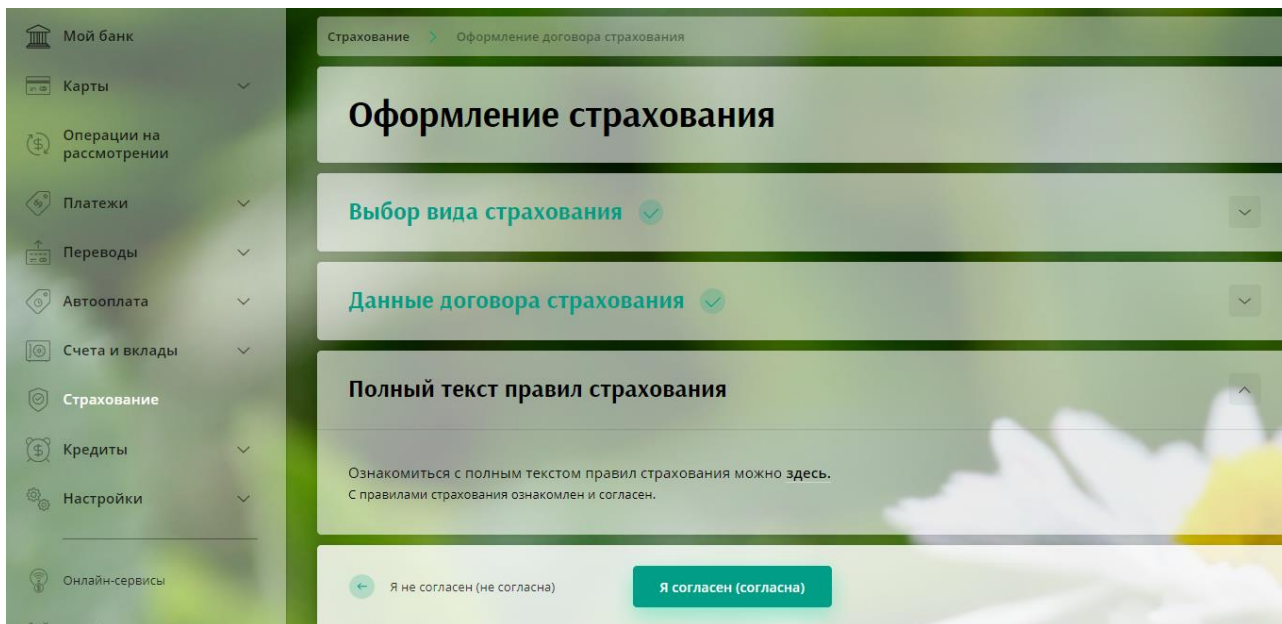 Мой банк
Карты
Операции на
рассмотрении
Платежи
Переводы
Автооплата
Счета и вклады
Страхование
Кредиты
Настройки
Онлайн-сервисы
Страхование > Оформление договора страхования
Оформление страхования
Выбор вида страхования
Данные договора страхования
Полный текст правил страхования
Ознакомиться с полным текстом правил страхования можно здесь.
С правилами страхования ознакомлен и согласен.
Я не согласен (не согласна)
Я согласен (согласна)